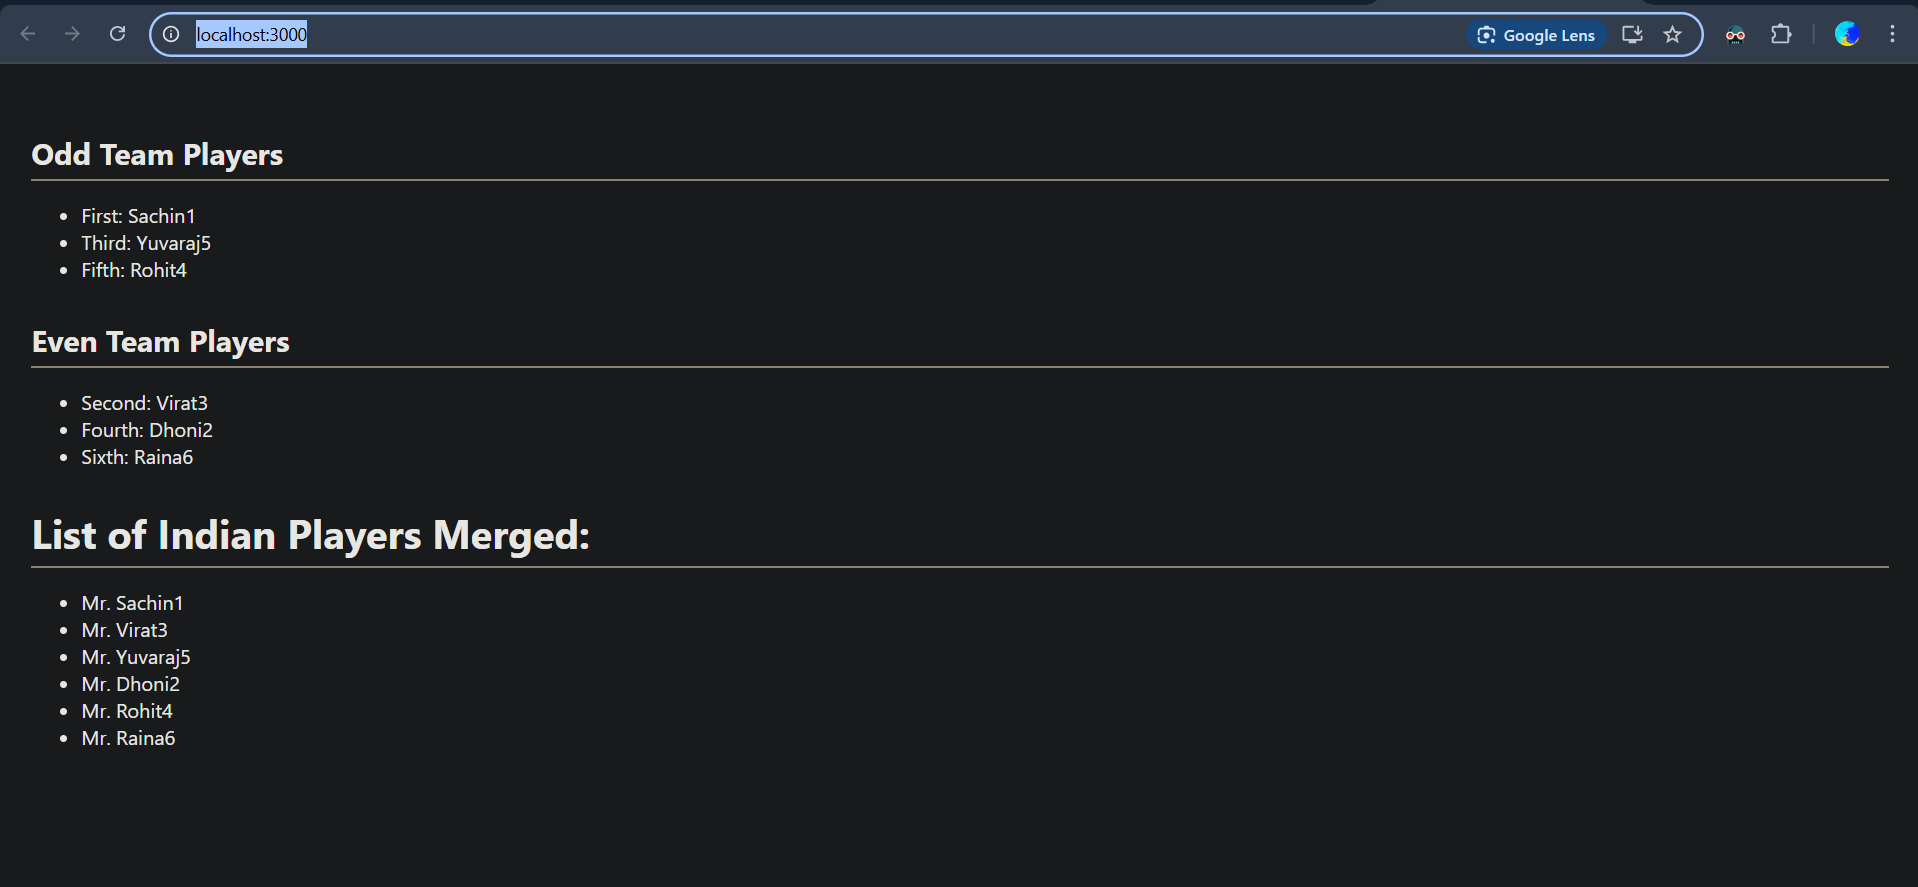 localhost:3000
Google Lens
Odd Team Players
First: Sachin1
Third: Yuvaraj5
Fifth: Rohit4
Even Team Players
Second: Virat3
Fourth: Dhoni2
Sixth: Raina6
List of Indian Players Merged:
Mr. Sachin1
Mr. Virat3
Mr. Yuvaraj5
Mr. Dhoni2
Mr. Rohit4
Mr. Raina6